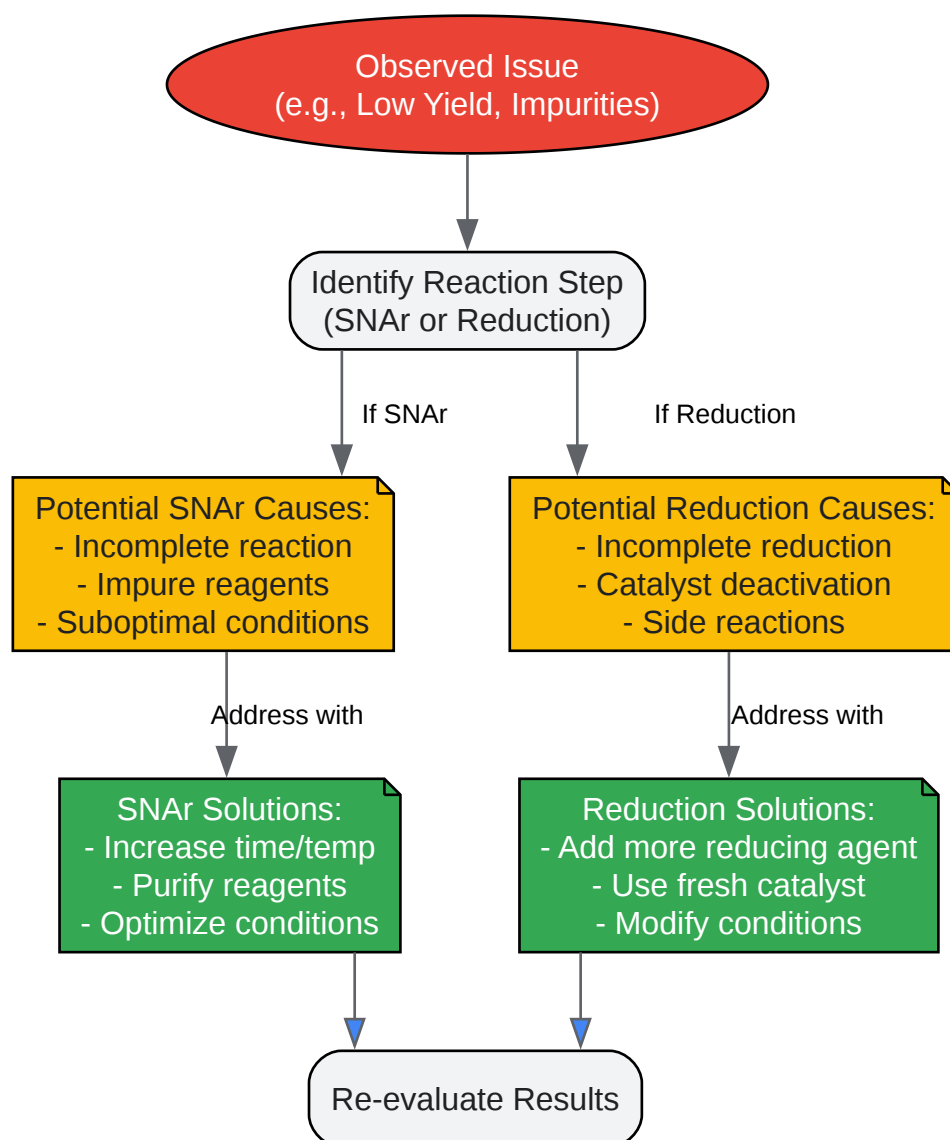 Observed Issue
(e.g., Low Yield, Impurities)
Identify Reaction Step
(SNAr or Reduction)
If SNAr
If Reduction
Potential SNAr Causes:
- Incomplete reaction
- Impure reagents
- Suboptimal conditions
Potential Reduction Causes:
- Incomplete reduction
- Catalyst deactivation
- Side reactions
Address with
Address with
SNAr Solutions:
- Increase time/temp
- Purify reagents
- Optimize conditions
Reduction Solutions:
- Add more reducing agent
- Use fresh catalyst
- Modify conditions
Re-evaluate Results